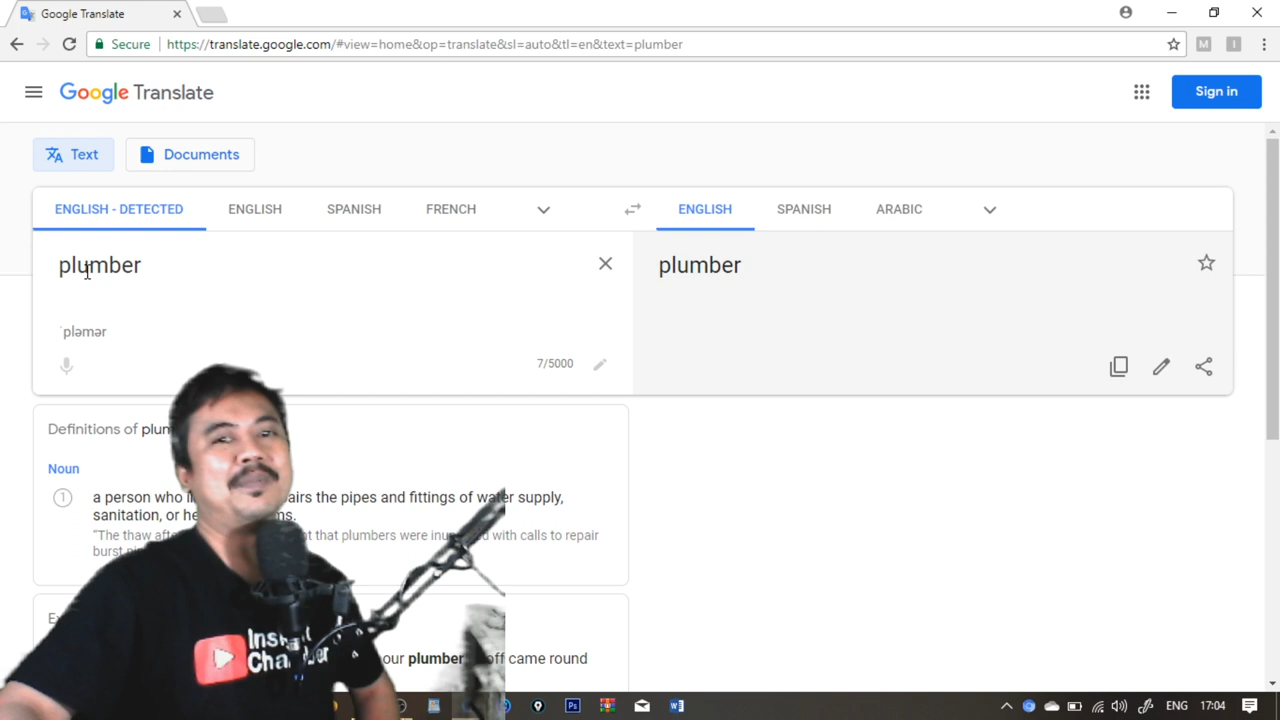 Google Translate
Secure https://translate.google.com/#view=home&op=translate&sl=auto&tl=en&text=plumber
Google Translate
Sign in
Text Documents
ENGLISH - DETECTED ENGLISH SPANISH FRENCH ENGLISH SPANISH ARABIC
plumber plumber
ˈpləmər
7/5000
Definitions of
Noun
1 a person who the pipes and fittings of water supply,
sanitation, or
"The thaw that plumbers were with calls to repair
burst
our plumber off came round
ENG 17:04